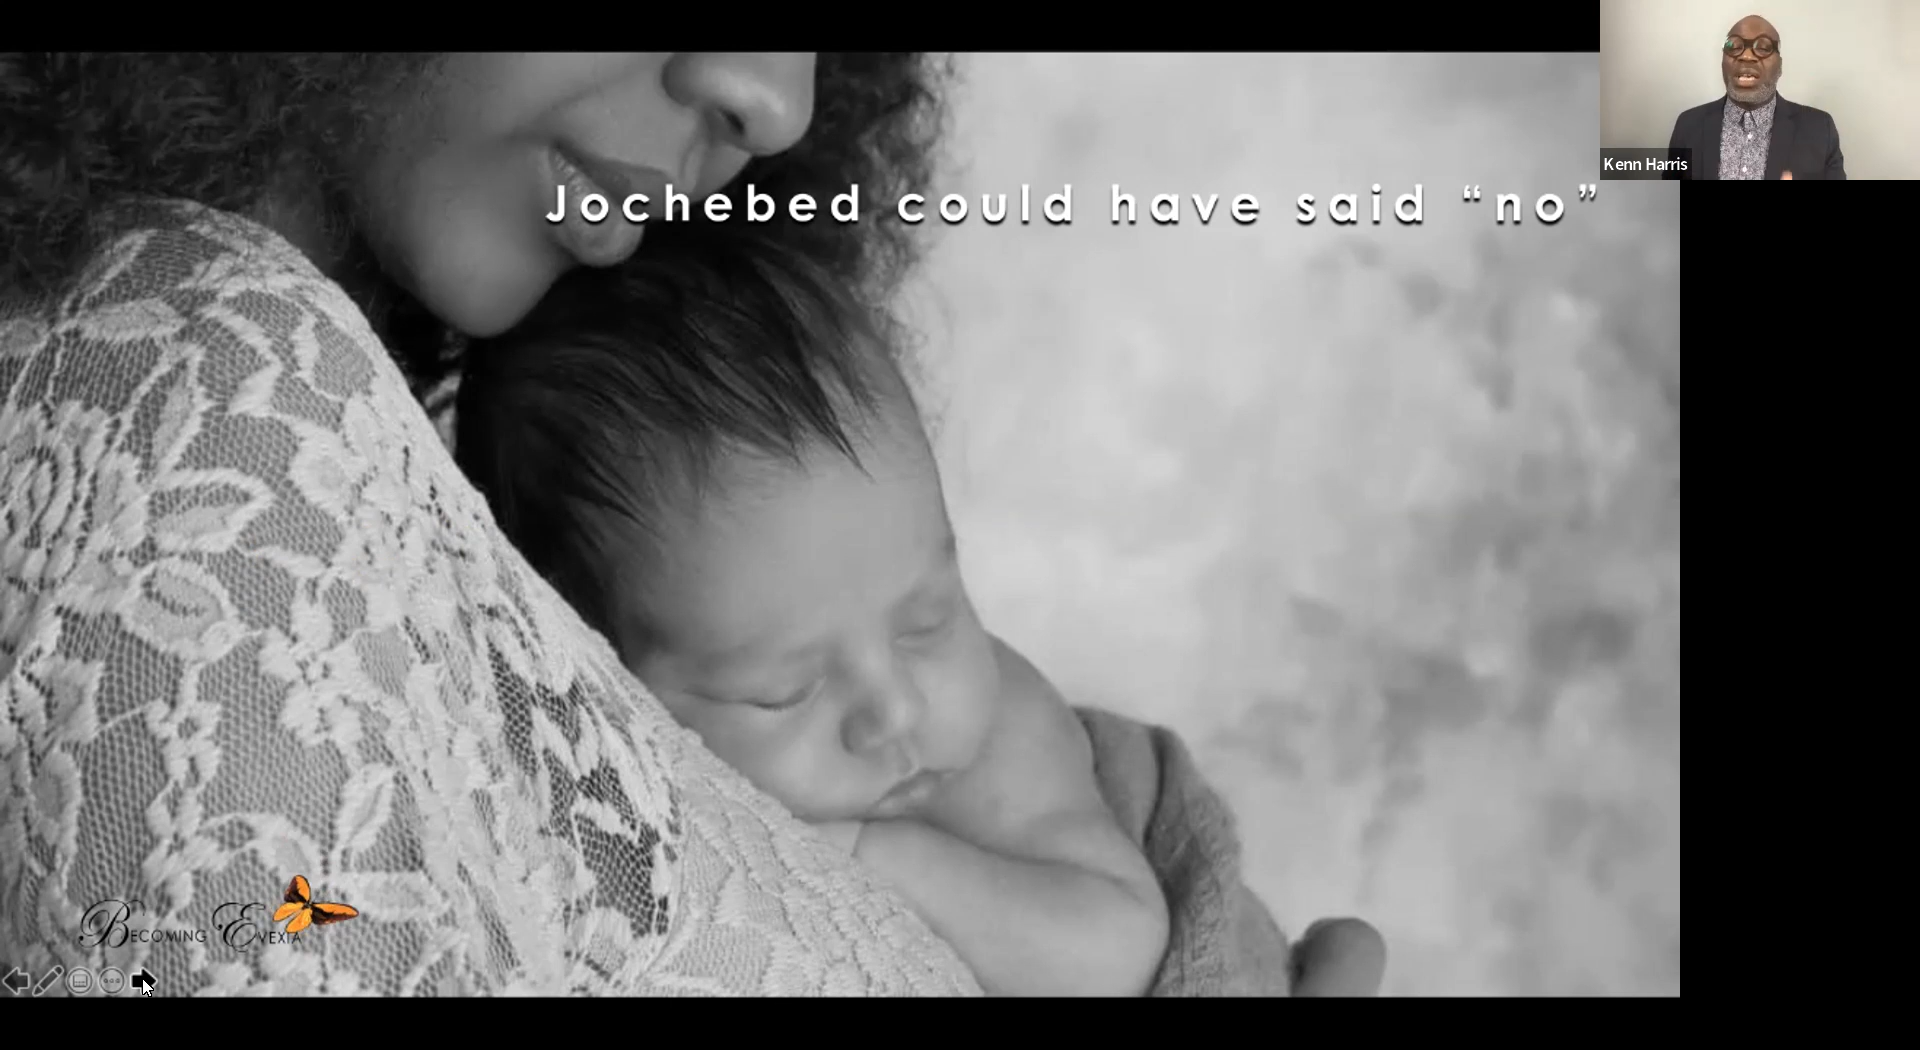 Kenn Harris
Jochebed could have said “no”
Becoming Evexia